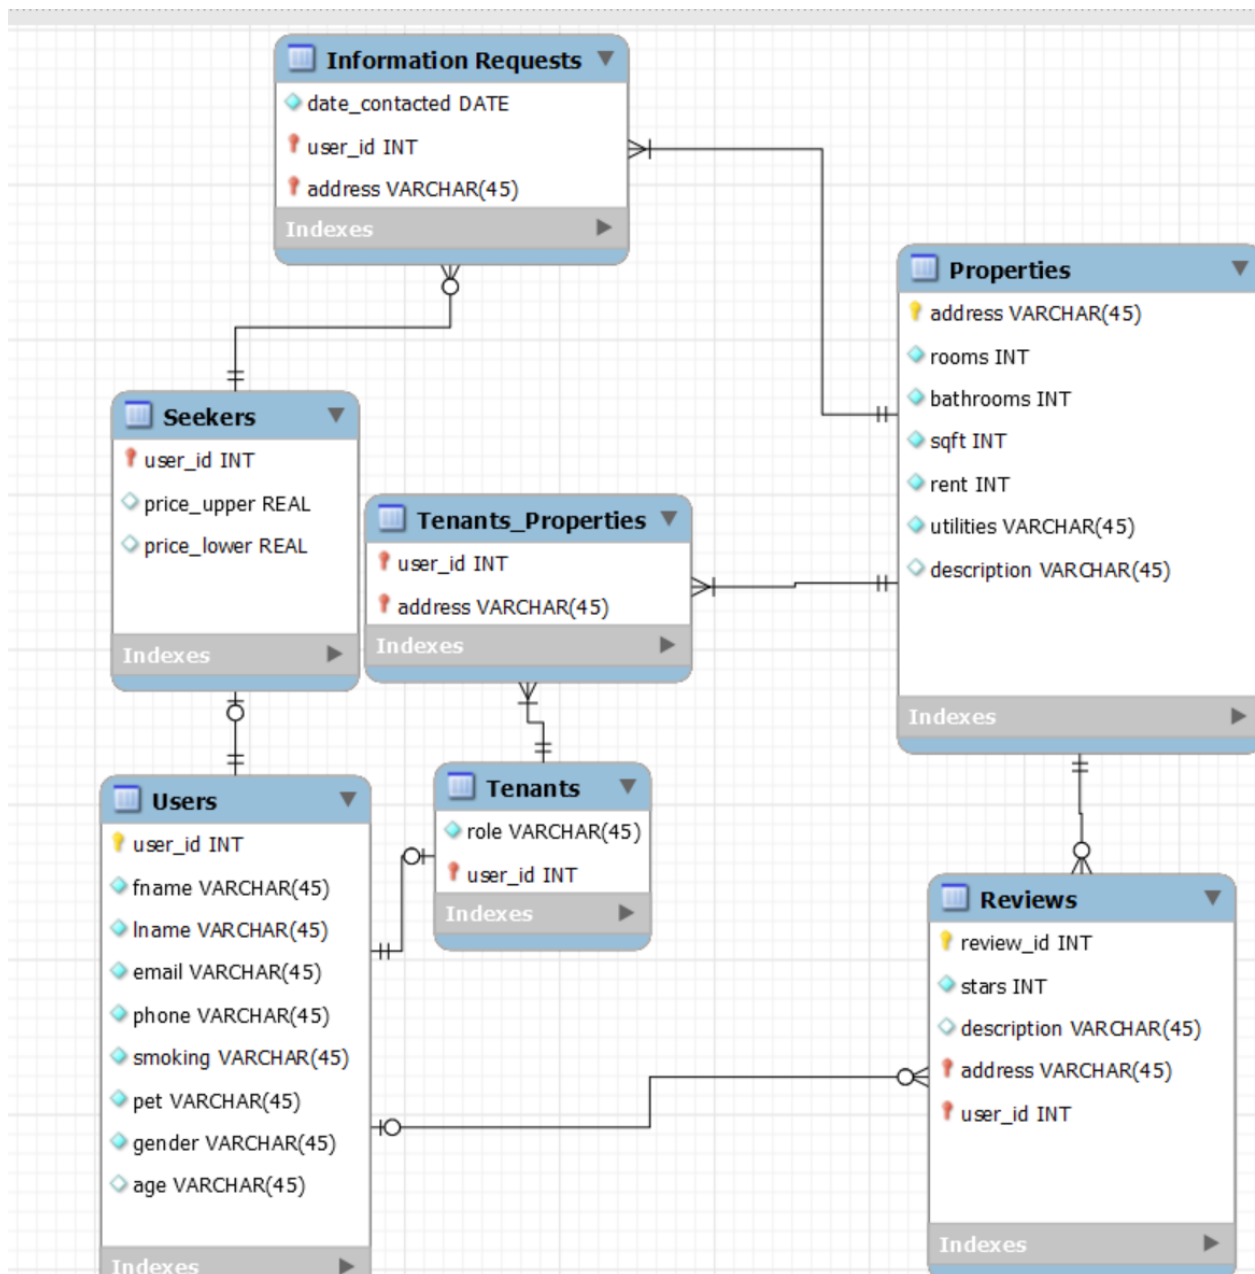 Information Requests
date_contacted DATE
user_id INT
address VARCHAR(45)
Indexes
Properties
address VARCHAR(45)
rooms INT
bathrooms INT
sqft INT
rent INT
utilities VARCHAR(45)
description VARCHAR(45)
Indexes
Seekers
user_id INT
price_upper REAL
price_lower REAL
Indexes
Tenants_Properties
user_id INT
address VARCHAR(45)
Indexes
Users
user_id INT
fname VARCHAR(45)
lname VARCHAR(45)
email VARCHAR(45)
phone VARCHAR(45)
smoking VARCHAR(45)
pet VARCHAR(45)
gender VARCHAR(45)
age VARCHAR(45)
Indexes
Tenants
role VARCHAR(45)
user_id INT
Indexes
Reviews
review_id INT
stars INT
description VARCHAR(45)
address VARCHAR(45)
user_id INT
Indexes